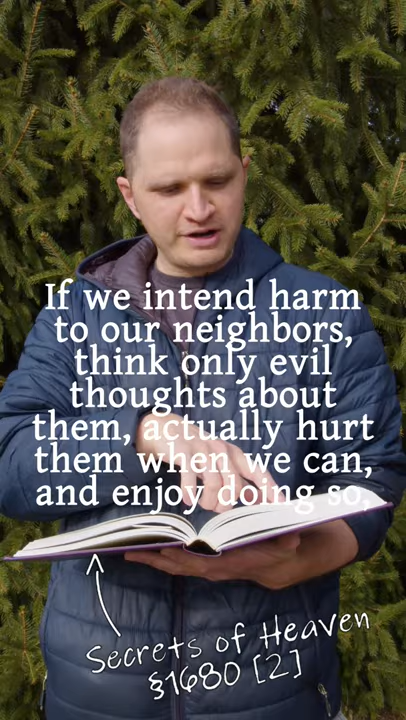 If we intend harm
to our neighbors,
think only evil
thoughts about
them, actually hurt
them when we can,
and enjoy doing so,
Secrets of Heaven
§1680 [2]